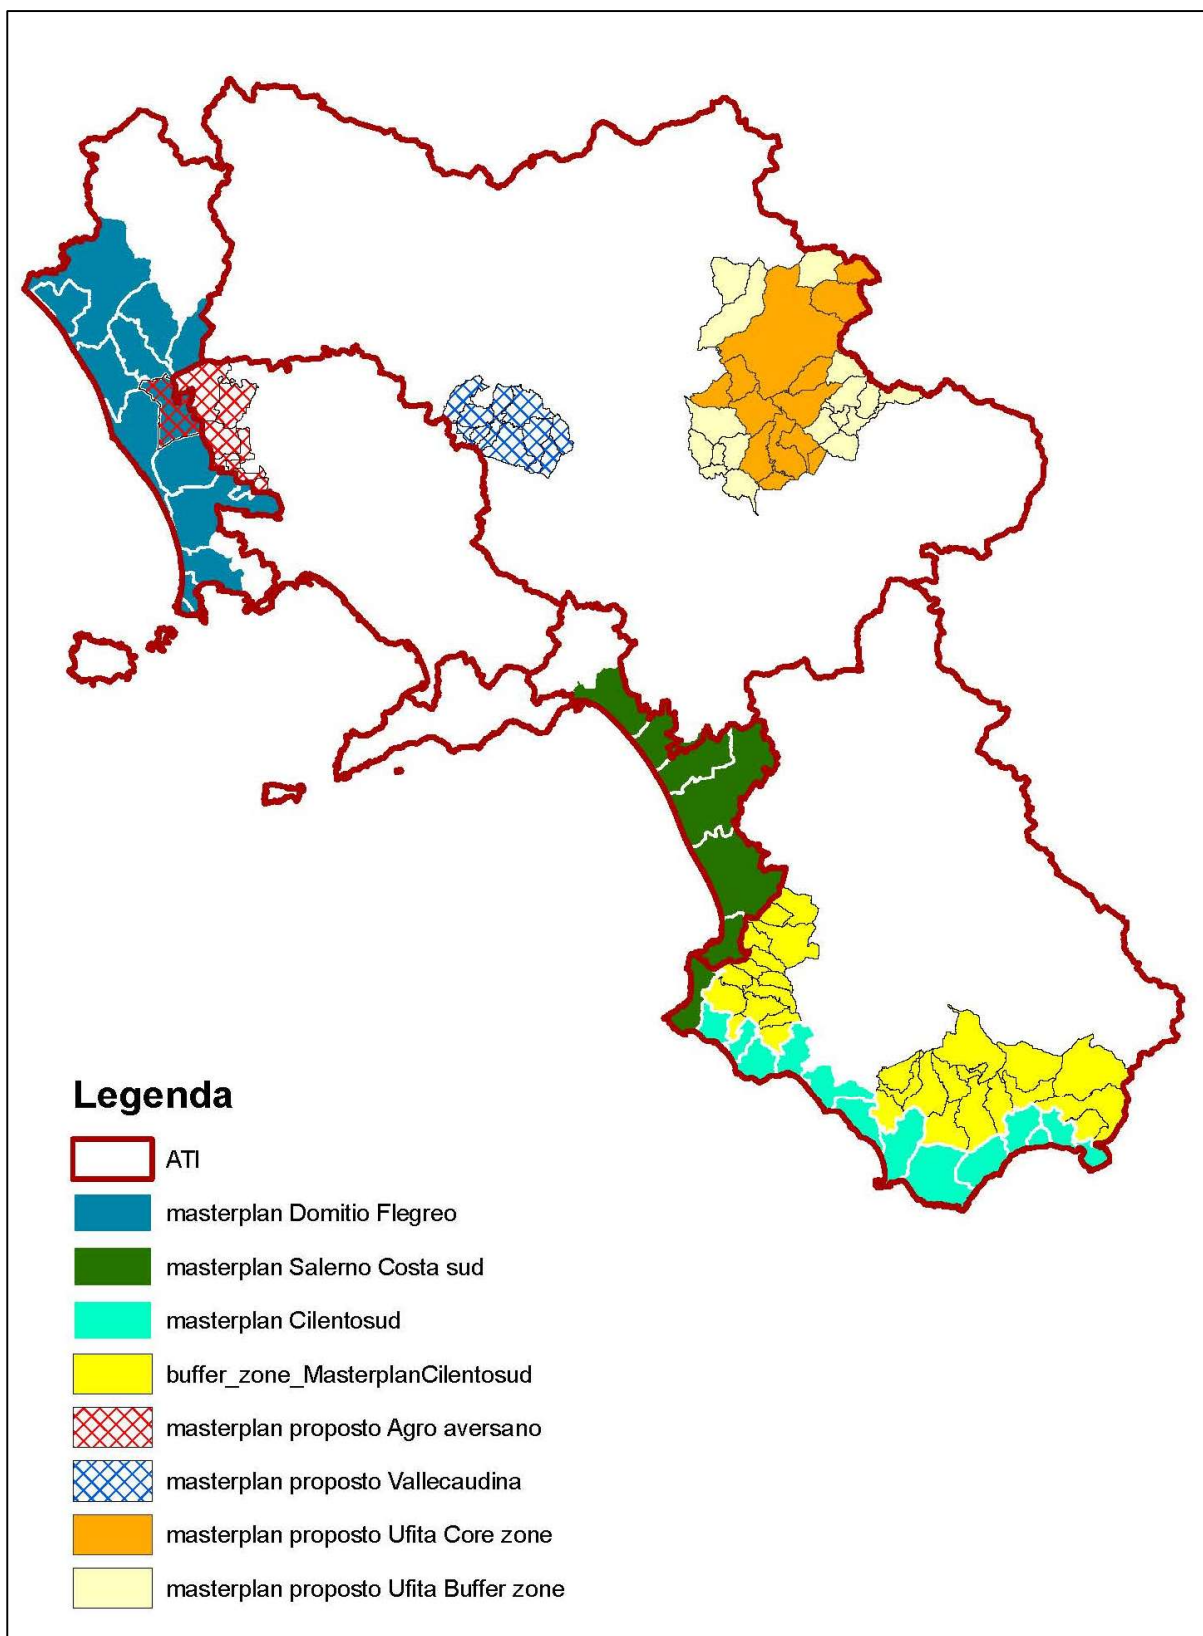 Legenda
ATI
masterplan Domitio Flegreo
masterplan Salerno Costa sud
masterplan Cilentosud
buffer_zone_MasterplanCilentosud
masterplan proposto Agro aversano
masterplan proposto Vallecaudina
masterplan proposto Ufita Core zone
masterplan proposto Ufita Buffer zone